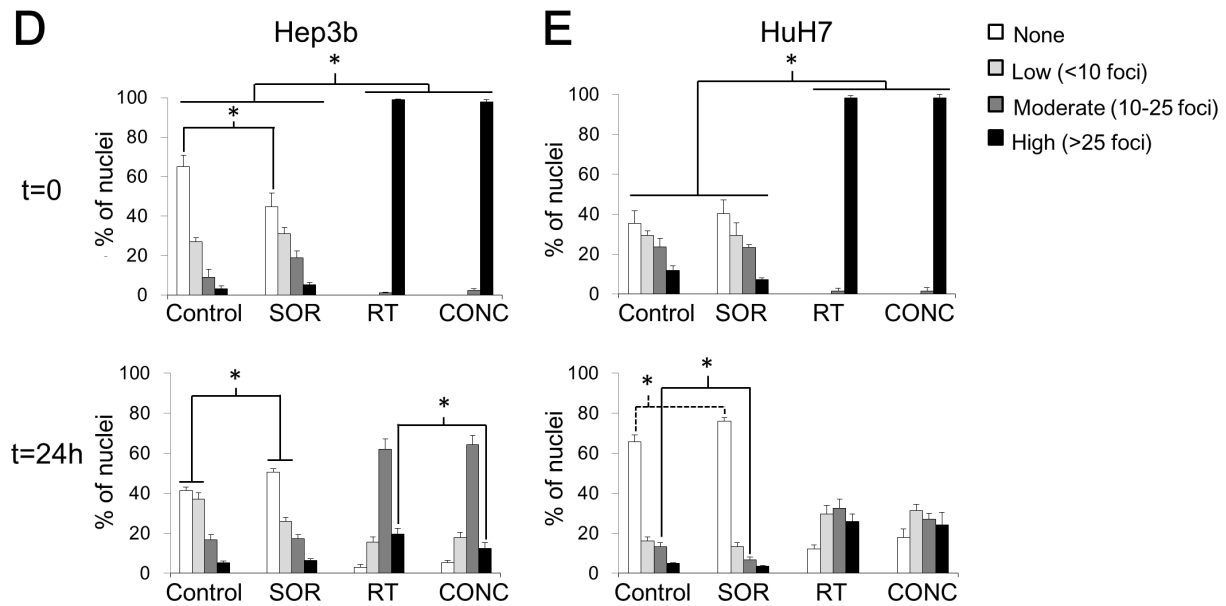 D
Hep3b
E
HuH7
None
Low (<10 foci)
Moderate (10-25 foci)
High (>25 foci)
t=0
% of nuclei
100
80
60
40
20
0
*
*
Control SOR RT CONC
% of nuclei
100
80
60
40
20
0
*
Control SOR RT CONC
t=24h
% of nuclei
100
80
60
40
20
0
*
*
Control SOR RT CONC
% of nuclei
100
80
60
40
20
0
*
*
Control SOR RT CONC